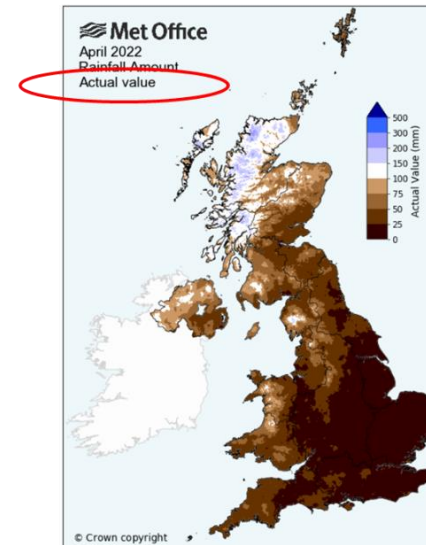 Met Office
April 2022
Rainfall Amount
Actual value
500
300
200
150
100
75
50
25
0
Actual Value (mm)
© Crown copyright